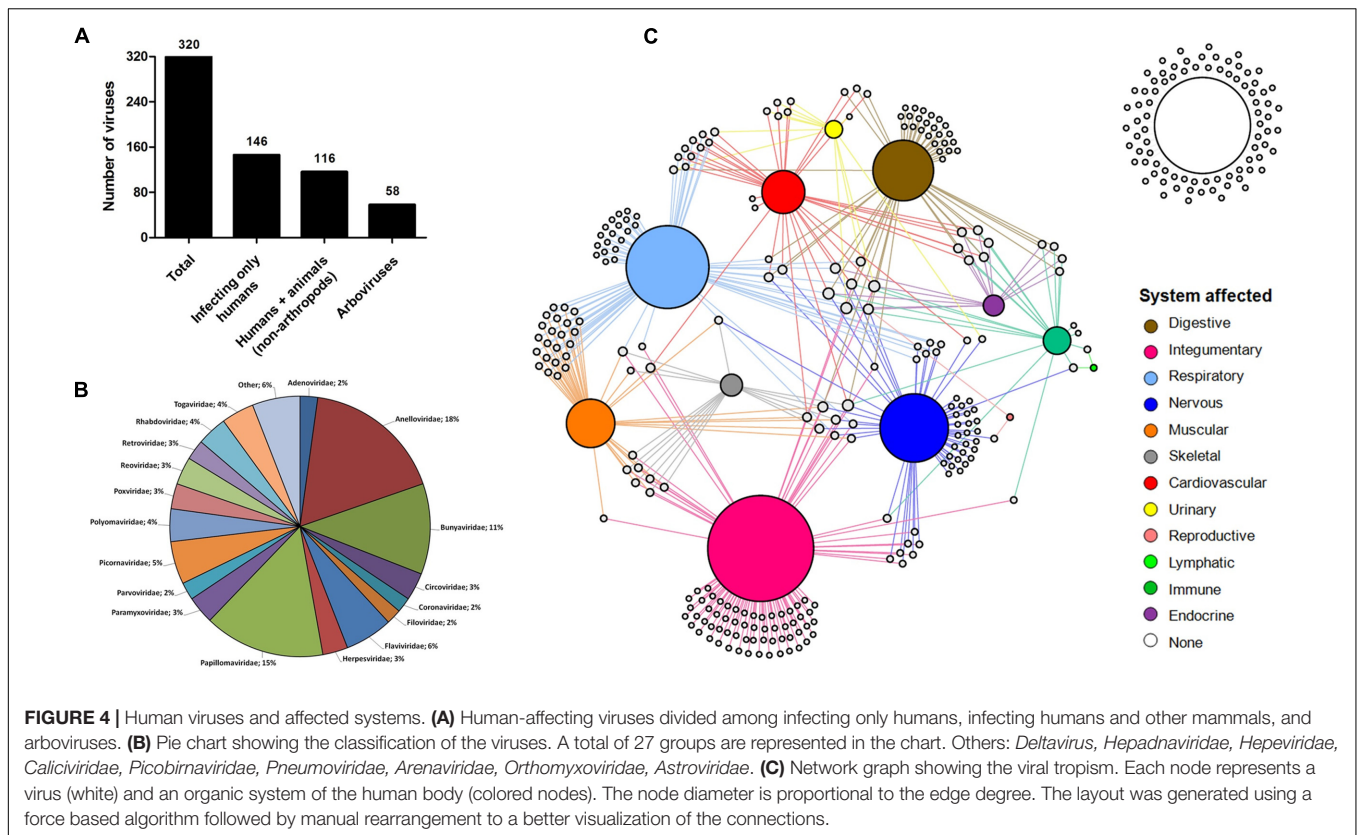 A
Number of viruses
320
240
160
80
0
320
146
116
58
Total
Infecting only
humans
Humans + animals
(non-arthropods)
Arboviruses
B
Other; 6%
Adenoviridae; 2%
Anelloviridae; 18%
Bunyaviridae; 11%
Circoviridae; 3%
Coronaviridae; 2%
Filoviridae; 2%
Flaviviridae; 6%
Herpesviridae; 3%
Papillomaviridae; 15%
Paramyxoviridae; 3%
Parvoviridae; 2%
Picornaviridae; 5%
Polyomaviridae; 4%
Poxviridae; 3%
Reoviridae; 3%
Retroviridae; 3%
Rhabdoviridae; 4%
Togaviridae; 4%
C
System affected
Digestive
Integumentary
Respiratory
Nervous
Muscular
Skeletal
Cardiovascular
Urinary
Reproductive
Lymphatic
Immune
Endocrine
None
FIGURE 4 | Human viruses and affected systems. (A) Human-affecting viruses divided among infecting only humans, infecting humans and other mammals, and
arboviruses. (B) Pie chart showing the classification of the viruses. A total of 27 groups are represented in the chart. Others: Deltavirus, Hepadnaviridae, Hepeviridae,
Caliciviridae, Picobirnaviridae, Pneumoviridae, Arenaviridae, Orthomyxoviridae, Astroviridae. (C) Network graph showing the viral tropism. Each node represents a
virus (white) and an organic system of the human body (colored nodes). The node diameter is proportional to the edge degree. The layout was generated using a
force based algorithm followed by manual rearrangement to a better visualization of the connections.